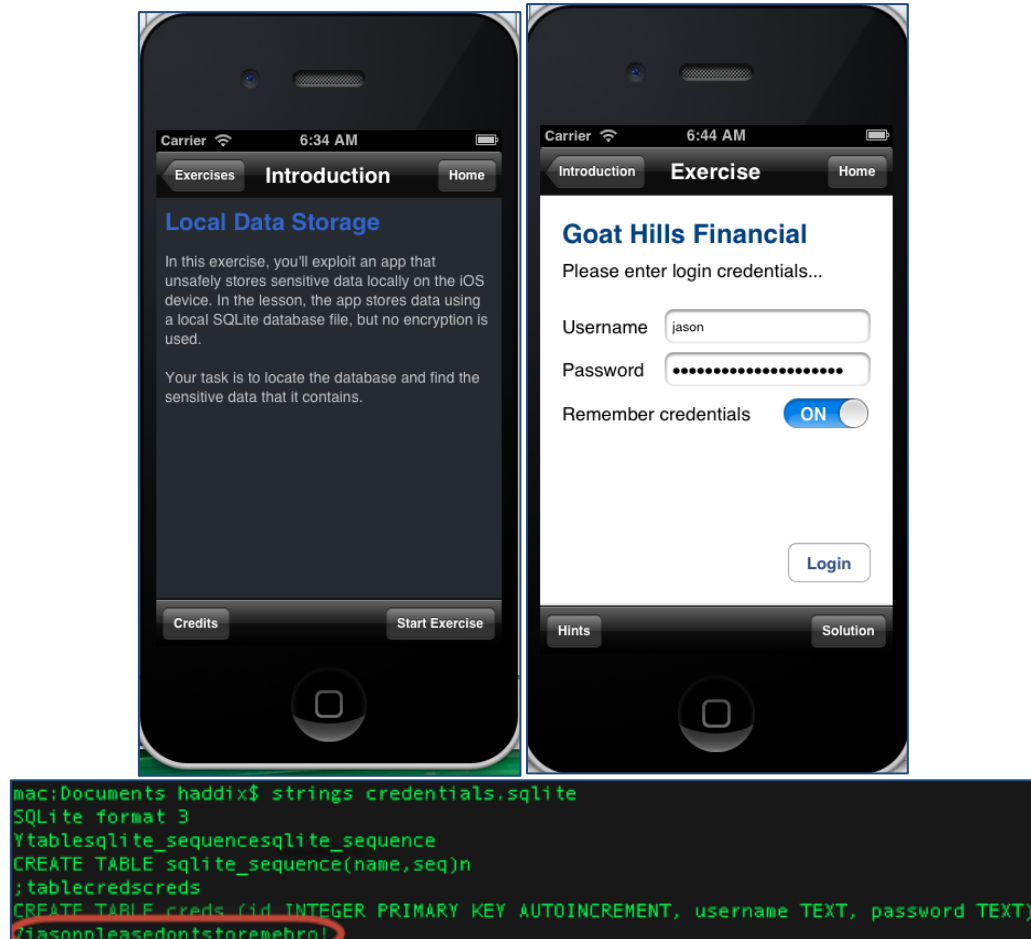 Carrier 6:34 AM
Exercises Introduction Home
Local Data Storage
In this exercise, you'll exploit an app that
unsafely stores sensitive data locally on the iOS
device. In the lesson, the app stores data using
a local SQLite database file, but no encryption is
used.
Your task is to locate the database and find the
sensitive data that it contains.
Credits Start Exercise
Carrier 6:44 AM
Introduction Exercise Home
Goat Hills Financial
Please enter login credentials...
Username jason
Password •••••••••••••••••••••
Remember credentials ON
Login
Hints Solution
mac:Documents haddix$ strings credentials.sqlite
SQLite format 3
Ytablesqlite_sequencesqlite_sequence
CREATE TABLE sqlite_sequence(name,seq)n
;tablecredscreds
CREATE TABLE creds (id INTEGER PRIMARY KEY AUTOINCREMENT, username TEXT, password TEXT)
7jasonpleasedontstoremebro!